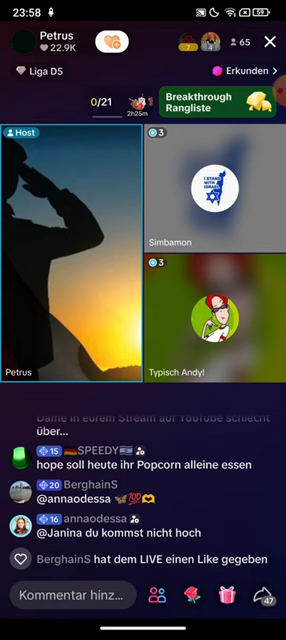 23:58
59
Petrus
22.9K
7
4
65
Liga D5
Erkunden
0/21
2h25m
Breakthrough
Rangliste
Host
3
I STAND
WITH
ISRAEL
Simbamon
3
Petrus
Typisch Andy!
Dame in eurem Stream auf YouTube schlecht
über...
15 SPEEDY
hope soll heute ihr Popcorn alleine essen
20 BerghainS
@annaodessa 🦋💯🫶
16 annaodessa
@Janina du kommst nicht hoch
BerghainS hat dem LIVE einen Like gegeben
Kommentar hinz...
47